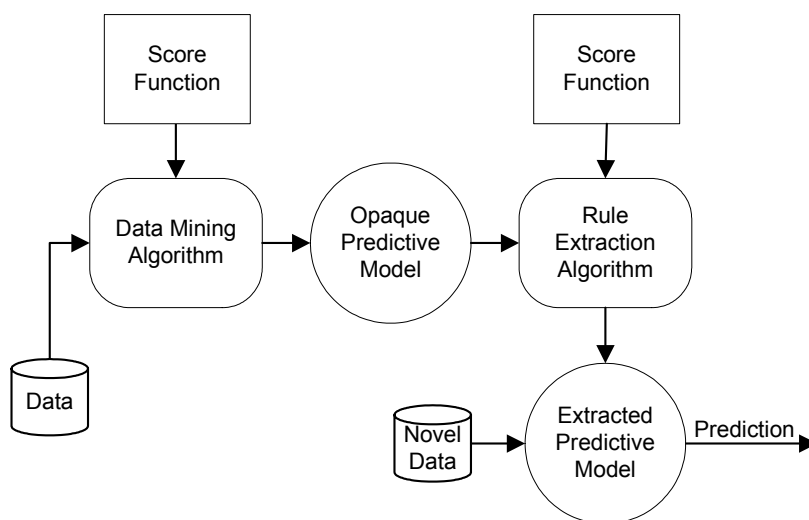 Score
Function
Score
Function
Data Mining
Algorithm
Opaque
Predictive
Model
Rule
Extraction
Algorithm
Data
Novel
Data
Extracted
Predictive
Model
Prediction